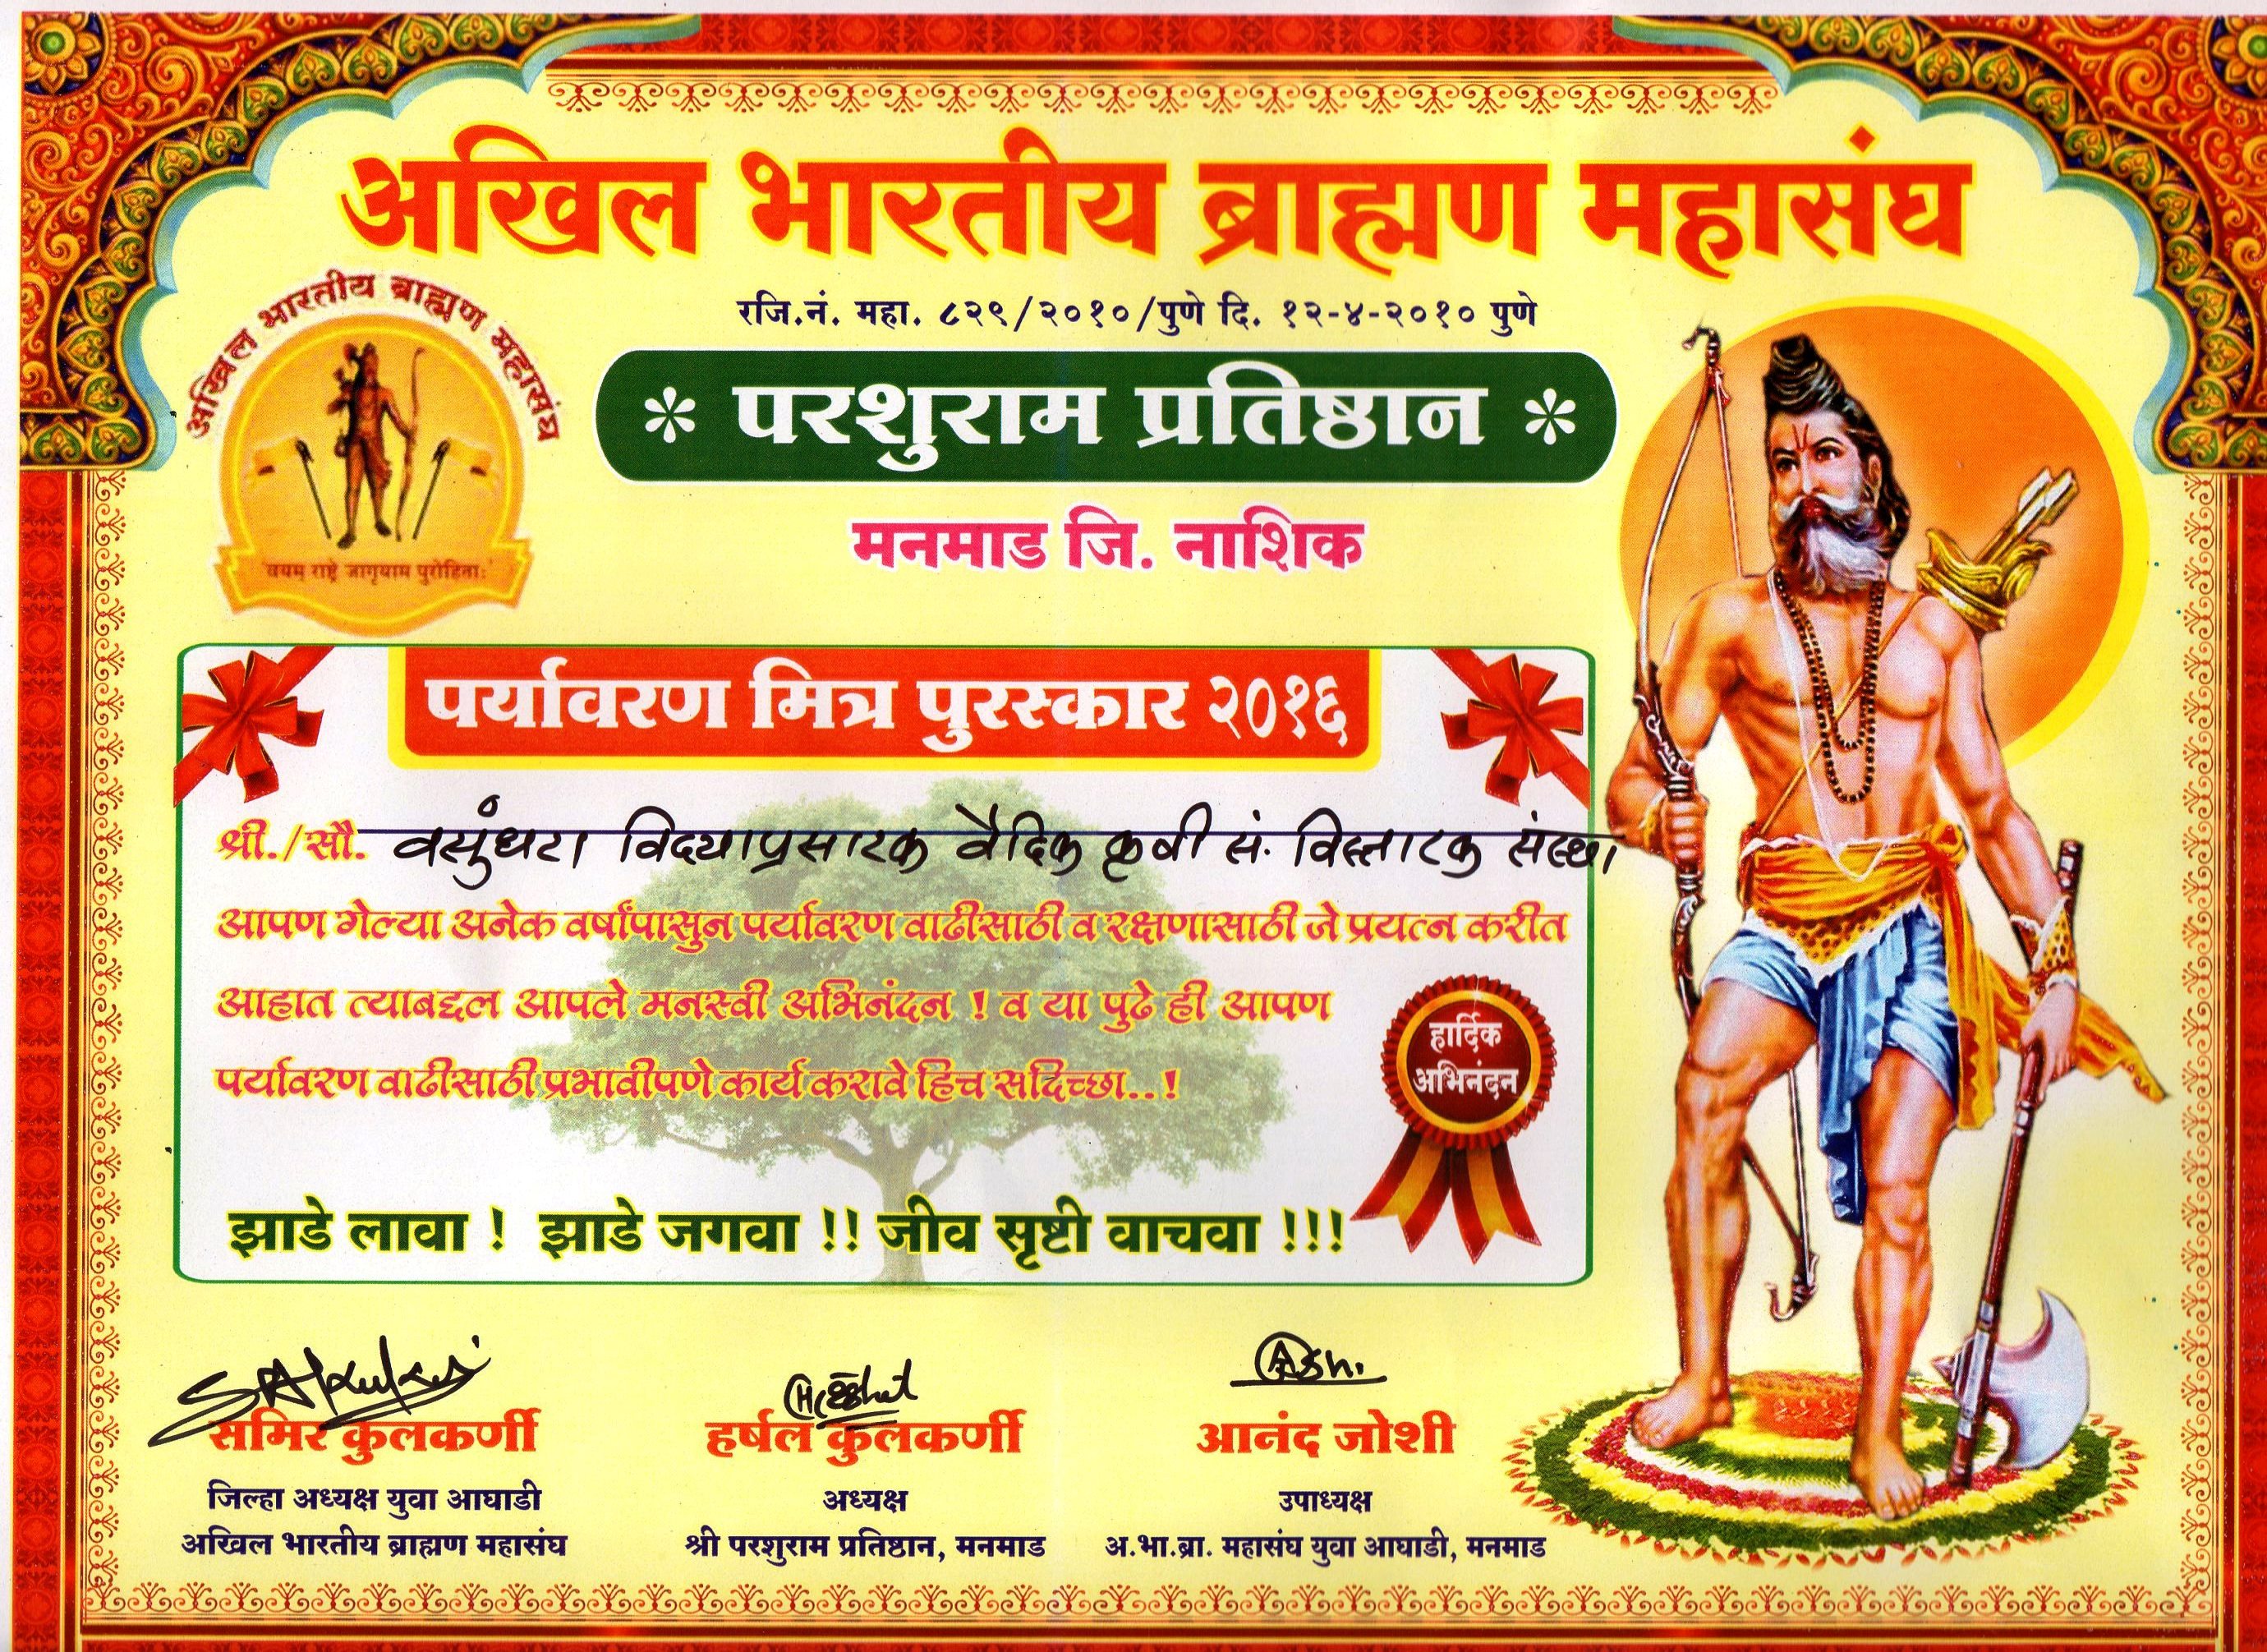 अखिल भारतीय ब्राह्मण महासंघ
रजि.नं. महा. ८२९/२०१०/पुणे दि. १२-४-२०१० पुणे
अखिल भारतीय ब्राह्मण महासंघ
वयम् राष्ट्रे जागृयाम पुरोहिताः
* परशुराम प्रतिष्ठान *
मनमाड जि. नाशिक
पर्यावरण मित्र पुरस्कार २०१६
श्री./सौ. वसुंधरा विद्याप्रसारक वैदिक कृषी सं. विस्तारक संस्था
आपण गेल्या अनेक वर्षांपासुन पर्यावरण वाढीसाठी व रक्षणासाठी जे प्रयत्न करीत
आहात त्याबद्दल आपले मनस्वी अभिनंदन ! व या पुढे ही आपण
पर्यावरण वाढीसाठी प्रभावीपणे कार्य करावे हिच सदिच्छा..!
हार्दिक
अभिनंदन
झाडे लावा ! झाडे जगवा !! जीव सृष्टी वाचवा !!!
समिर कुलकर्णी
जिल्हा अध्यक्ष युवा आघाडी
अखिल भारतीय ब्राह्मण महासंघ
हर्षल कुलकर्णी
अध्यक्ष
श्री परशुराम प्रतिष्ठान, मनमाड
आनंद जोशी
उपाध्यक्ष
अ.भा.ब्रा. महासंघ युवा आघाडी, मनमाड